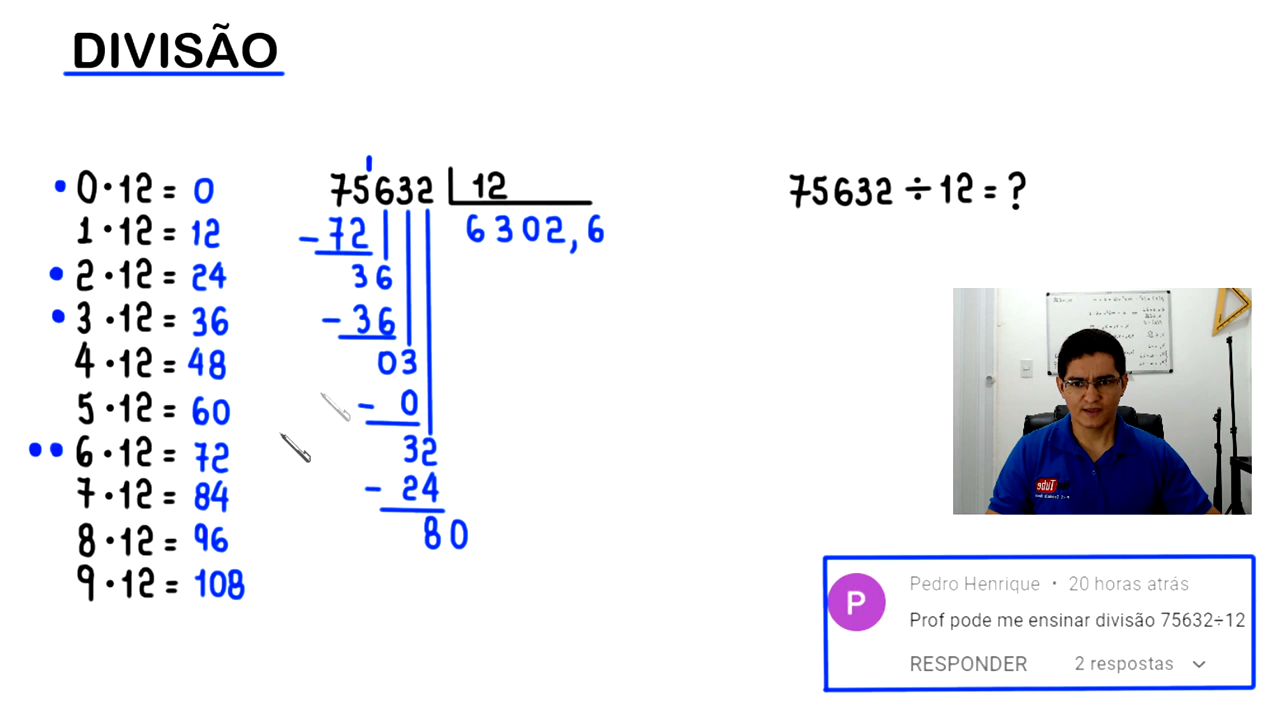 DIVISÃO
0 · 12 = 0
1 · 12 = 12
2 · 12 = 24
3 · 12 = 36
4 · 12 = 48
5 · 12 = 60
6 · 12 = 72
7 · 12 = 84
8 · 12 = 96
9 · 12 = 108
75632 12
- 72 6302,6
36
- 36
03
- 0
32
- 24
80
75632 ÷ 12 = ?
Tube
P
Pedro Henrique · 20 horas atrás
Prof pode me ensinar divisão 75632÷12
RESPONDER 2 respostas